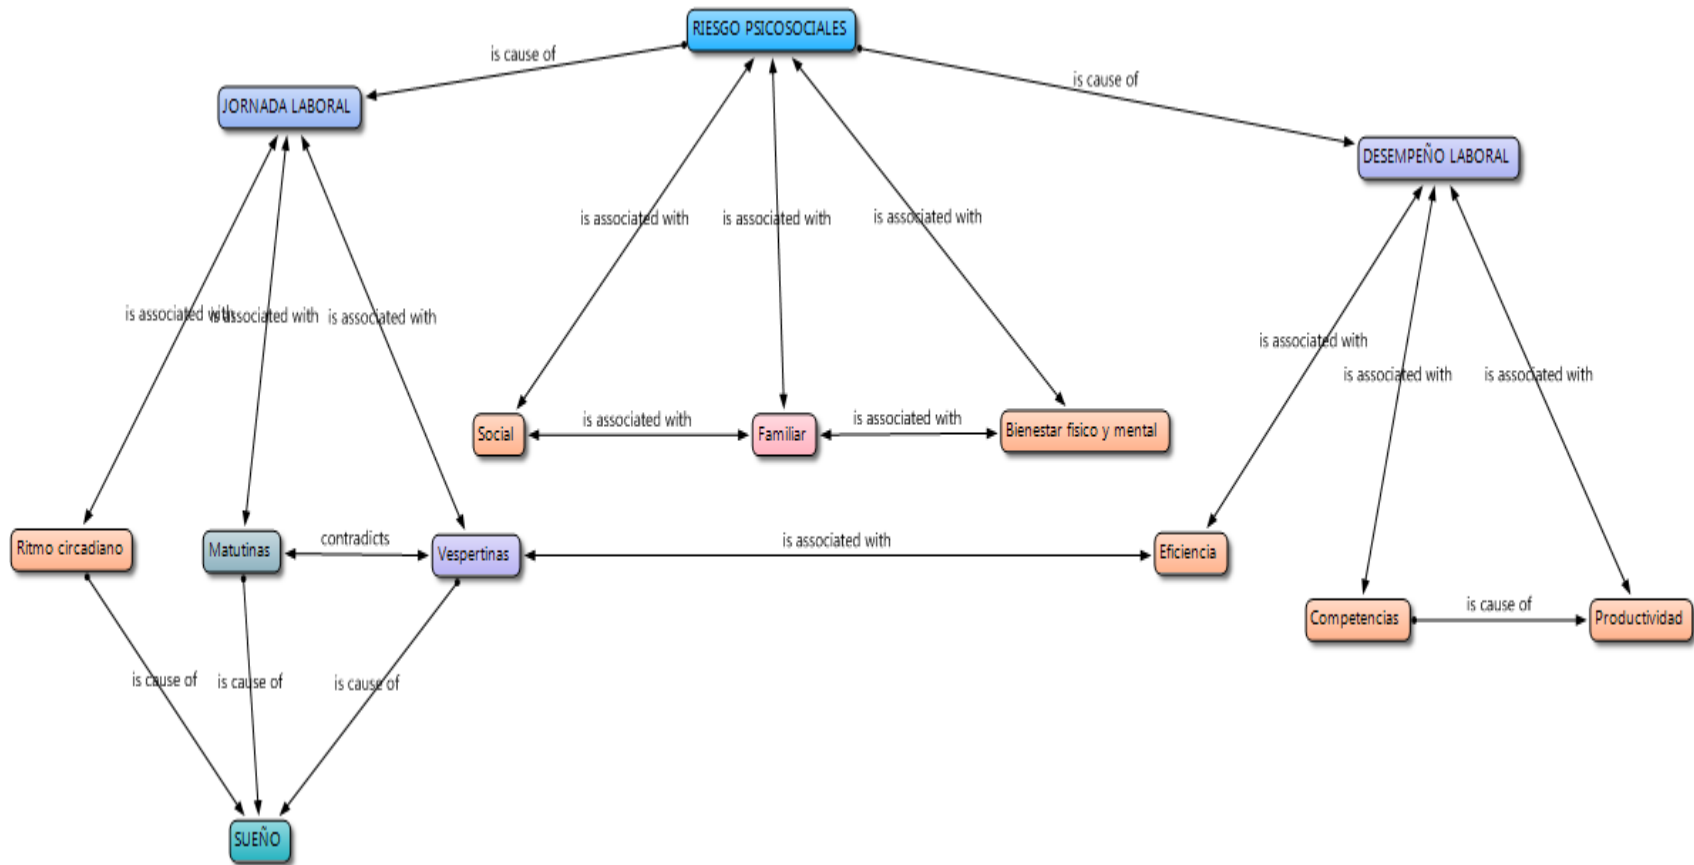 RIESGO PSICOSOCIALES
is cause of
is cause of
JORNADA LABORAL
DESEMPEÑO LABORAL
is associated with
is associated with
is associated with
is associated with
is associated with
is associated with
is associated with
is associated with
is associated with
Social
is associated with
Familiar
is associated with
Bienestar fisico y mental
Ritmo circadiano
Matutinas
contradicts
Vespertinas
is associated with
Eficiencia
Competencias
is cause of
Productividad
is cause of
is cause of
is cause of
SUEÑO